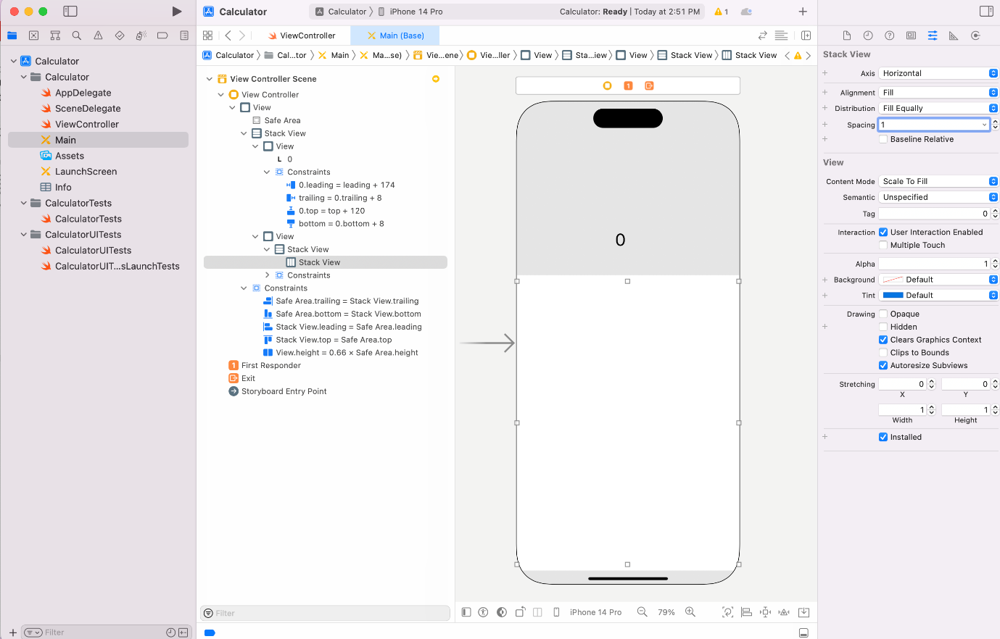 Calculator
Calculator 〉 iPhone 14 Pro
Calculator: Ready | Today at 2:51 PM
1
ViewController
Main (Base)
Calculator 〉 Cal...tor 〉 Main 〉 Ma...se) 〉 Vie...ene 〉 Vie...ller 〉 View 〉 Sta...iew 〉 View 〉 Stack View 〉 Stack View
Calculator
Calculator
AppDelegate
SceneDelegate
ViewController
Main
Assets
LaunchScreen
Info
CalculatorTests
CalculatorTests
CalculatorUITests
CalculatorUITests
CalculatorUIT...sLaunchTests
Filter
View Controller Scene
View Controller
View
Safe Area
Stack View
View
L 0
Constraints
0.leading = leading + 174
trailing = 0.trailing + 8
0.top = top + 120
bottom = 0.bottom + 8
View
Stack View
Stack View
Constraints
Constraints
Safe Area.trailing = Stack View.trailing
Safe Area.bottom = Stack View.bottom
Stack View.leading = Safe Area.leading
Stack View.top = Safe Area.top
View.height = 0.66 × Safe Area.height
1 First Responder
Exit
Storyboard Entry Point
Filter
1
0
iPhone 14 Pro
79%
Stack View
Axis Horizontal
Alignment Fill
Distribution Fill Equally
Spacing 1
Baseline Relative
View
Content Mode Scale To Fill
Semantic Unspecified
Tag 0
Interaction User Interaction Enabled
Multiple Touch
Alpha 1
Background Default
Tint Default
Drawing Opaque
Hidden
Clears Graphics Context
Clips to Bounds
Autoresize Subviews
Stretching 0 0
X Y
1 1
Width Height
Installed